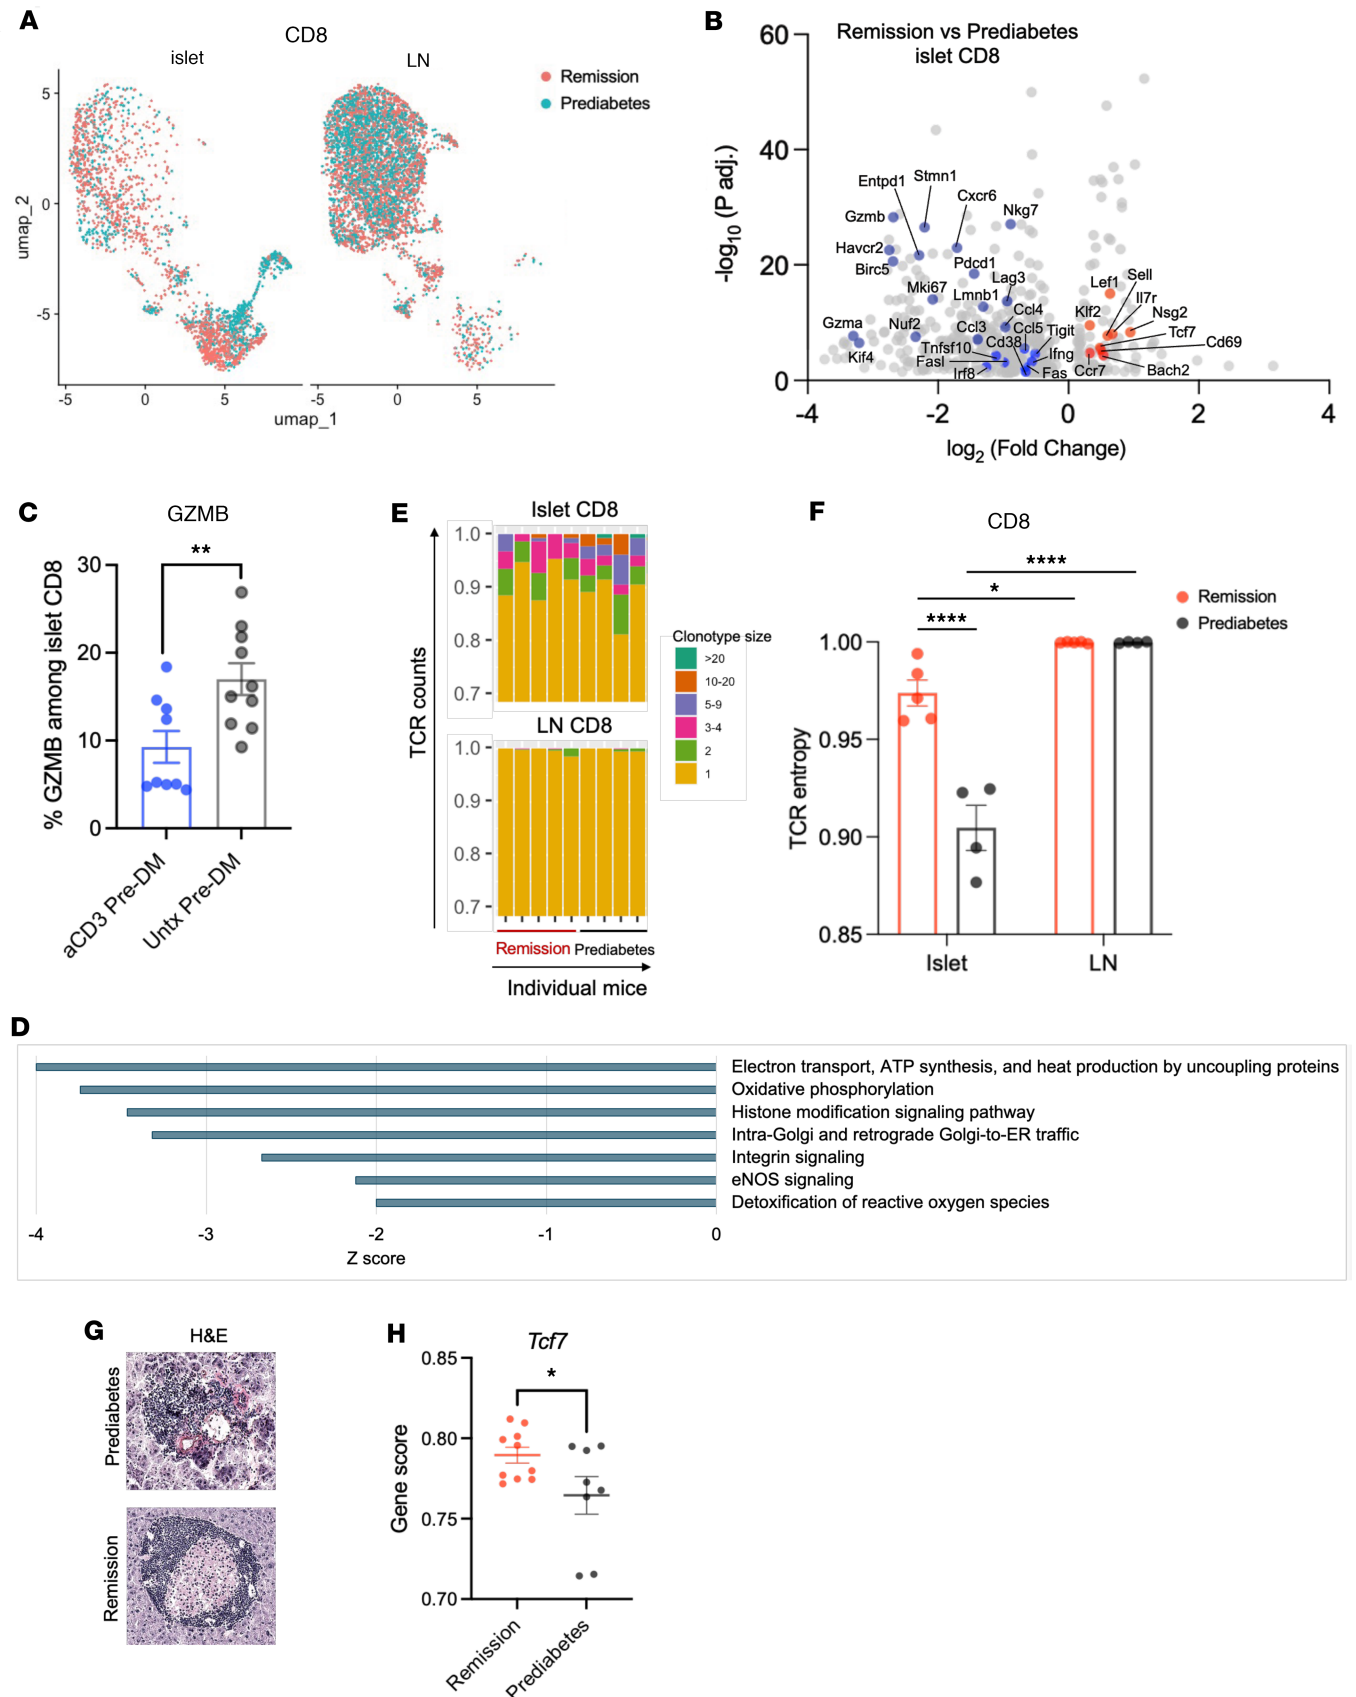 A
CD8
islet
LN
Remission
Prediabetes
5
0
-5
umap_2
-5
0
5
-5
0
5
umap_1
B
Remission vs Prediabetes
islet CD8
60
40
20
0
-log10 (P adj.)
Entpd1
Stmn1
Cxcr6
Gzmb
Nkg7
Havcr2
Birc5
Pdcd1
Lag3
Mki67
Lmnb1
Ccl4
Gzma
Nuf2
Ccl3
Ccl5
Tigit
Kif4
Tnfsf10
Cd38
Ifng
Fasl
Irf8
Fas
Lef1
Sell
Klf2
Il7r
Nsg2
Tcf7
Cd69
Ccr7
Bach2
-4
-2
0
2
4
log2 (Fold Change)
C
GZMB
**
30
20
10
0
% GZMB among islet CD8
aCD3 Pre-DM
Untx Pre-DM
E
Islet CD8
1.0
0.9
0.8
0.7
LN CD8
1.0
0.9
0.8
0.7
TCR counts
Clonotype size
>20
10-20
5-9
3-4
2
1
Remission
Prediabetes
Individual mice
F
CD8
****
*
****
Remission
Prediabetes
1.00
0.95
0.90
0.85
TCR entropy
Islet
LN
D
Electron transport, ATP synthesis, and heat production by uncoupling proteins
Oxidative phosphorylation
Histone modification signaling pathway
Intra-Golgi and retrograde Golgi-to-ER traffic
Integrin signaling
eNOS signaling
Detoxification of reactive oxygen species
-4
-3
-2
-1
0
Z score
G
H&E
Prediabetes
Remission
H
Tcf7
*
0.85
0.80
0.75
0.70
Gene score
Remission
Prediabetes